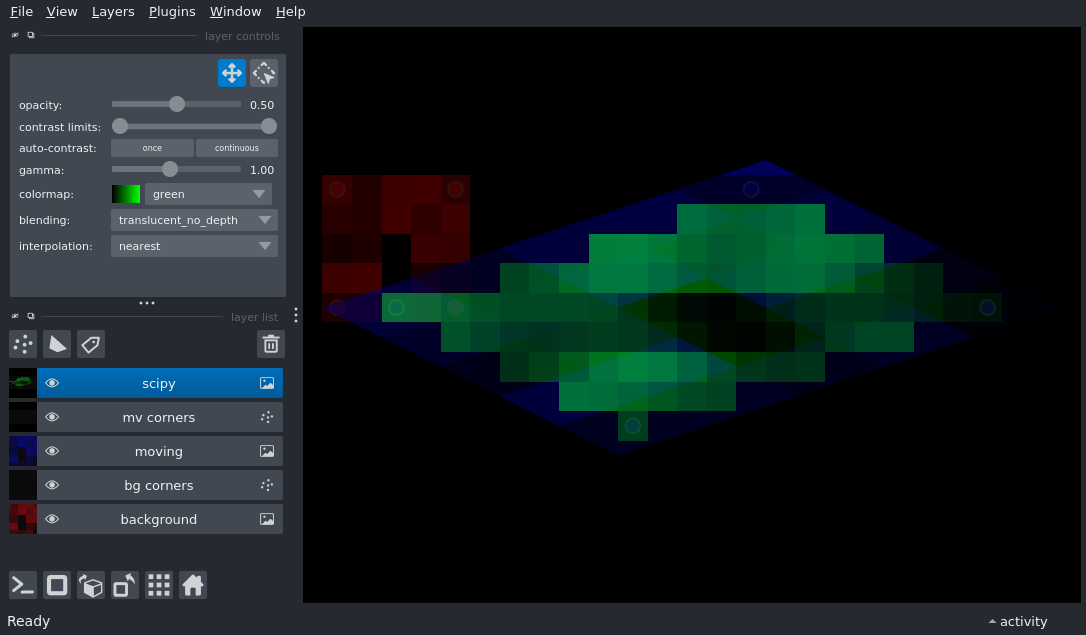 File View Layers Plugins Window Help
layer controls
opacity: 0.50
contrast limits:
auto-contrast: once continuous
gamma: 1.00
colormap: green
blending: translucent_no_depth
interpolation: nearest
layer list
scipy
mv corners
moving
bg corners
background
Ready activity